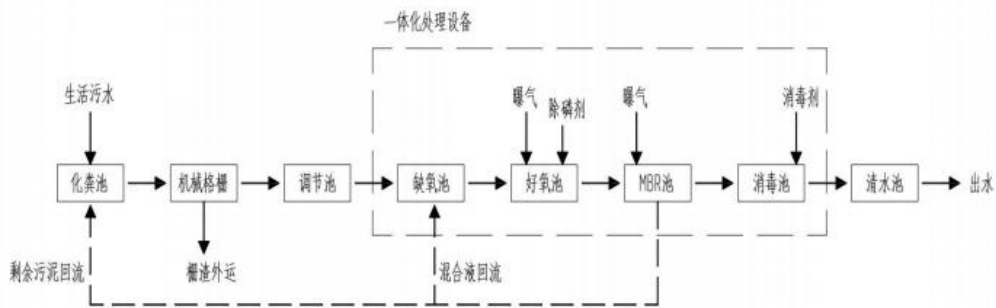 一体化处理设备
生活污水
曝气
除磷剂
曝气
消毒剂
化粪池
机械格栅
调节池
缺氧池
好氧池
MBR池
消毒池
清水池
出水
剩余污泥回流
栅渣外运
混合液回流